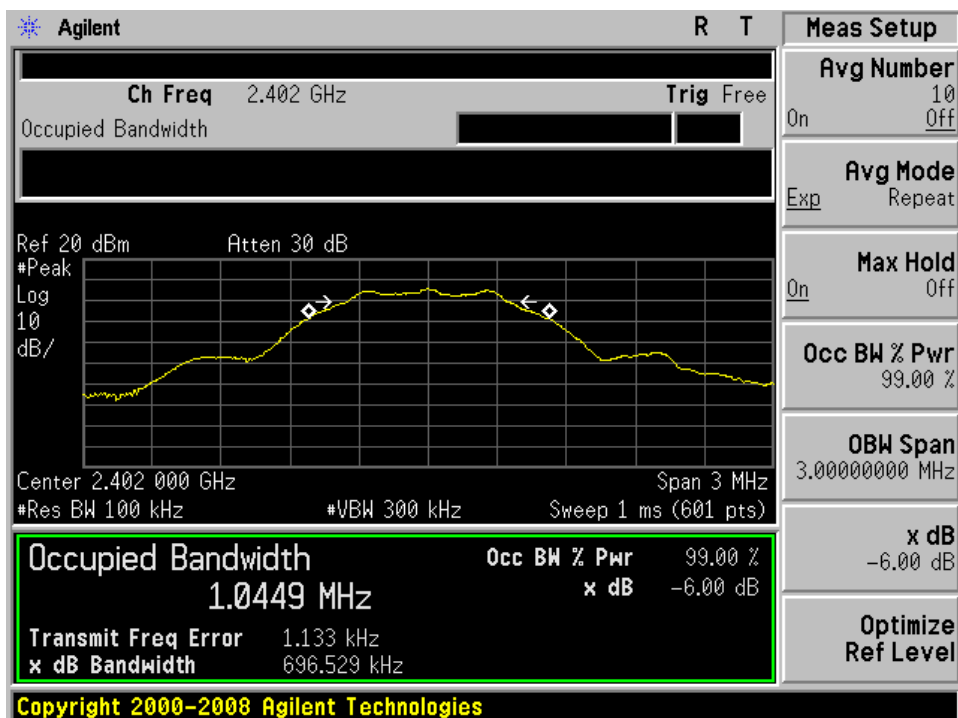 Agilent R T
Ch Freq 2.402 GHz Trig Free
Occupied Bandwidth
Ref 20 dBm Atten 30 dB
#Peak
Log
10
dB/
Center 2.402 000 GHz Span 3 MHz
#Res BW 100 kHz #VBW 300 kHz Sweep 1 ms (601 pts)
Occupied Bandwidth Occ BW % Pwr 99.00 %
1.0449 MHz x dB -6.00 dB
Transmit Freq Error 1.133 kHz
x dB Bandwidth 696.529 kHz
Copyright 2000-2008 Agilent Technologies
Meas Setup
Avg Number
10
On Off
Avg Mode
Exp Repeat
Max Hold
On Off
Occ BW % Pwr
99.00 %
OBW Span
3.00000000 MHz
x dB
-6.00 dB
Optimize
Ref Level